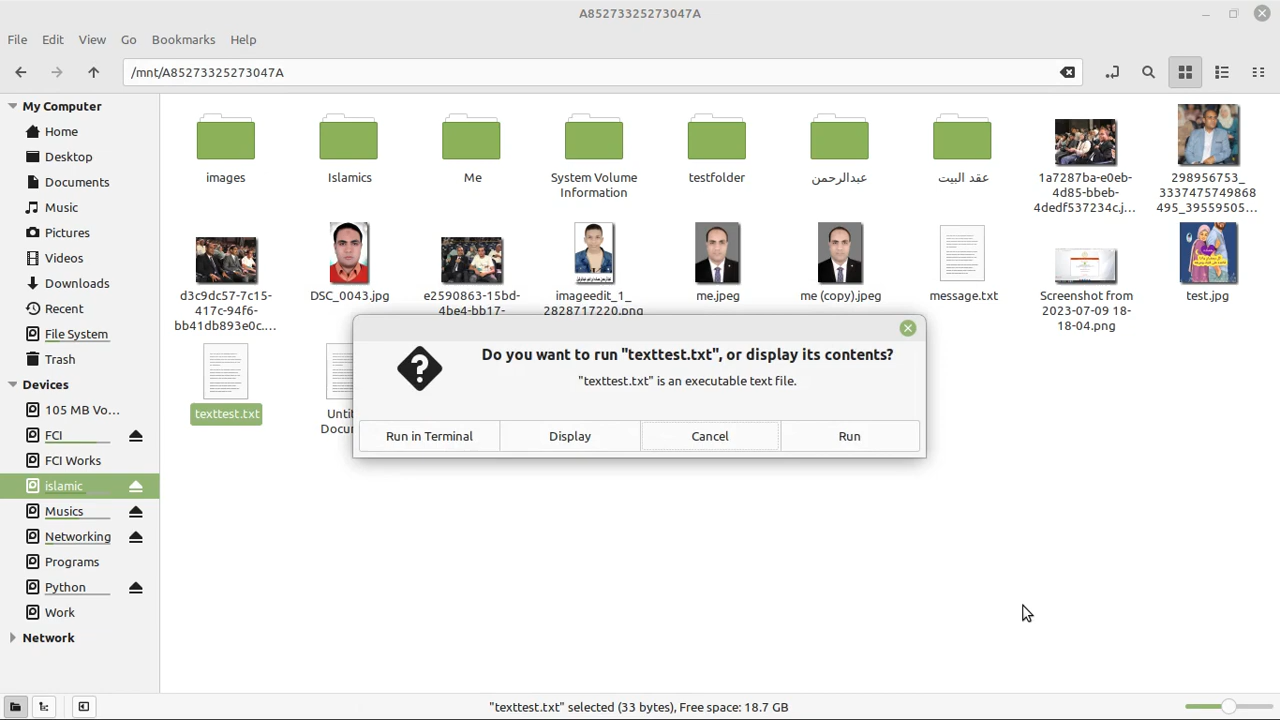 A85273325273047A
File Edit View Go Bookmarks Help
/mnt/A85273325273047A
My Computer
Home
Desktop
Documents
Music
Pictures
Videos
Downloads
Recent
File System
Trash
Devices
105 MB Vo...
FCI
FCI Works
islamic
Musics
Networking
Programs
Python
Work
Network
images
Islamics
Me
System Volume
Information
testfolder
عبدالرحمن
عقد البيت
1a7287ba-e0eb-
4d85-bbeb-
4dedf537234c.j...
298956753_
3337475749868
495_39559505...
d3c9dc57-7c15-
417c-94f6-
bb41db893e0c....
DSC_0043.jpg
e2590863-15bd-
4be4-bb17-
imageedit_1_
2828717220.png
me.jpeg
me (copy).jpeg
message.txt
Screenshot from
2023-07-09 18-
18-04.png
test.jpg
texttest.txt
Do you want to run "texttest.txt", or display its contents?
"texttest.txt" is an executable text file.
Run in Terminal Display Cancel Run
"texttest.txt" selected (33 bytes), Free space: 18.7 GB